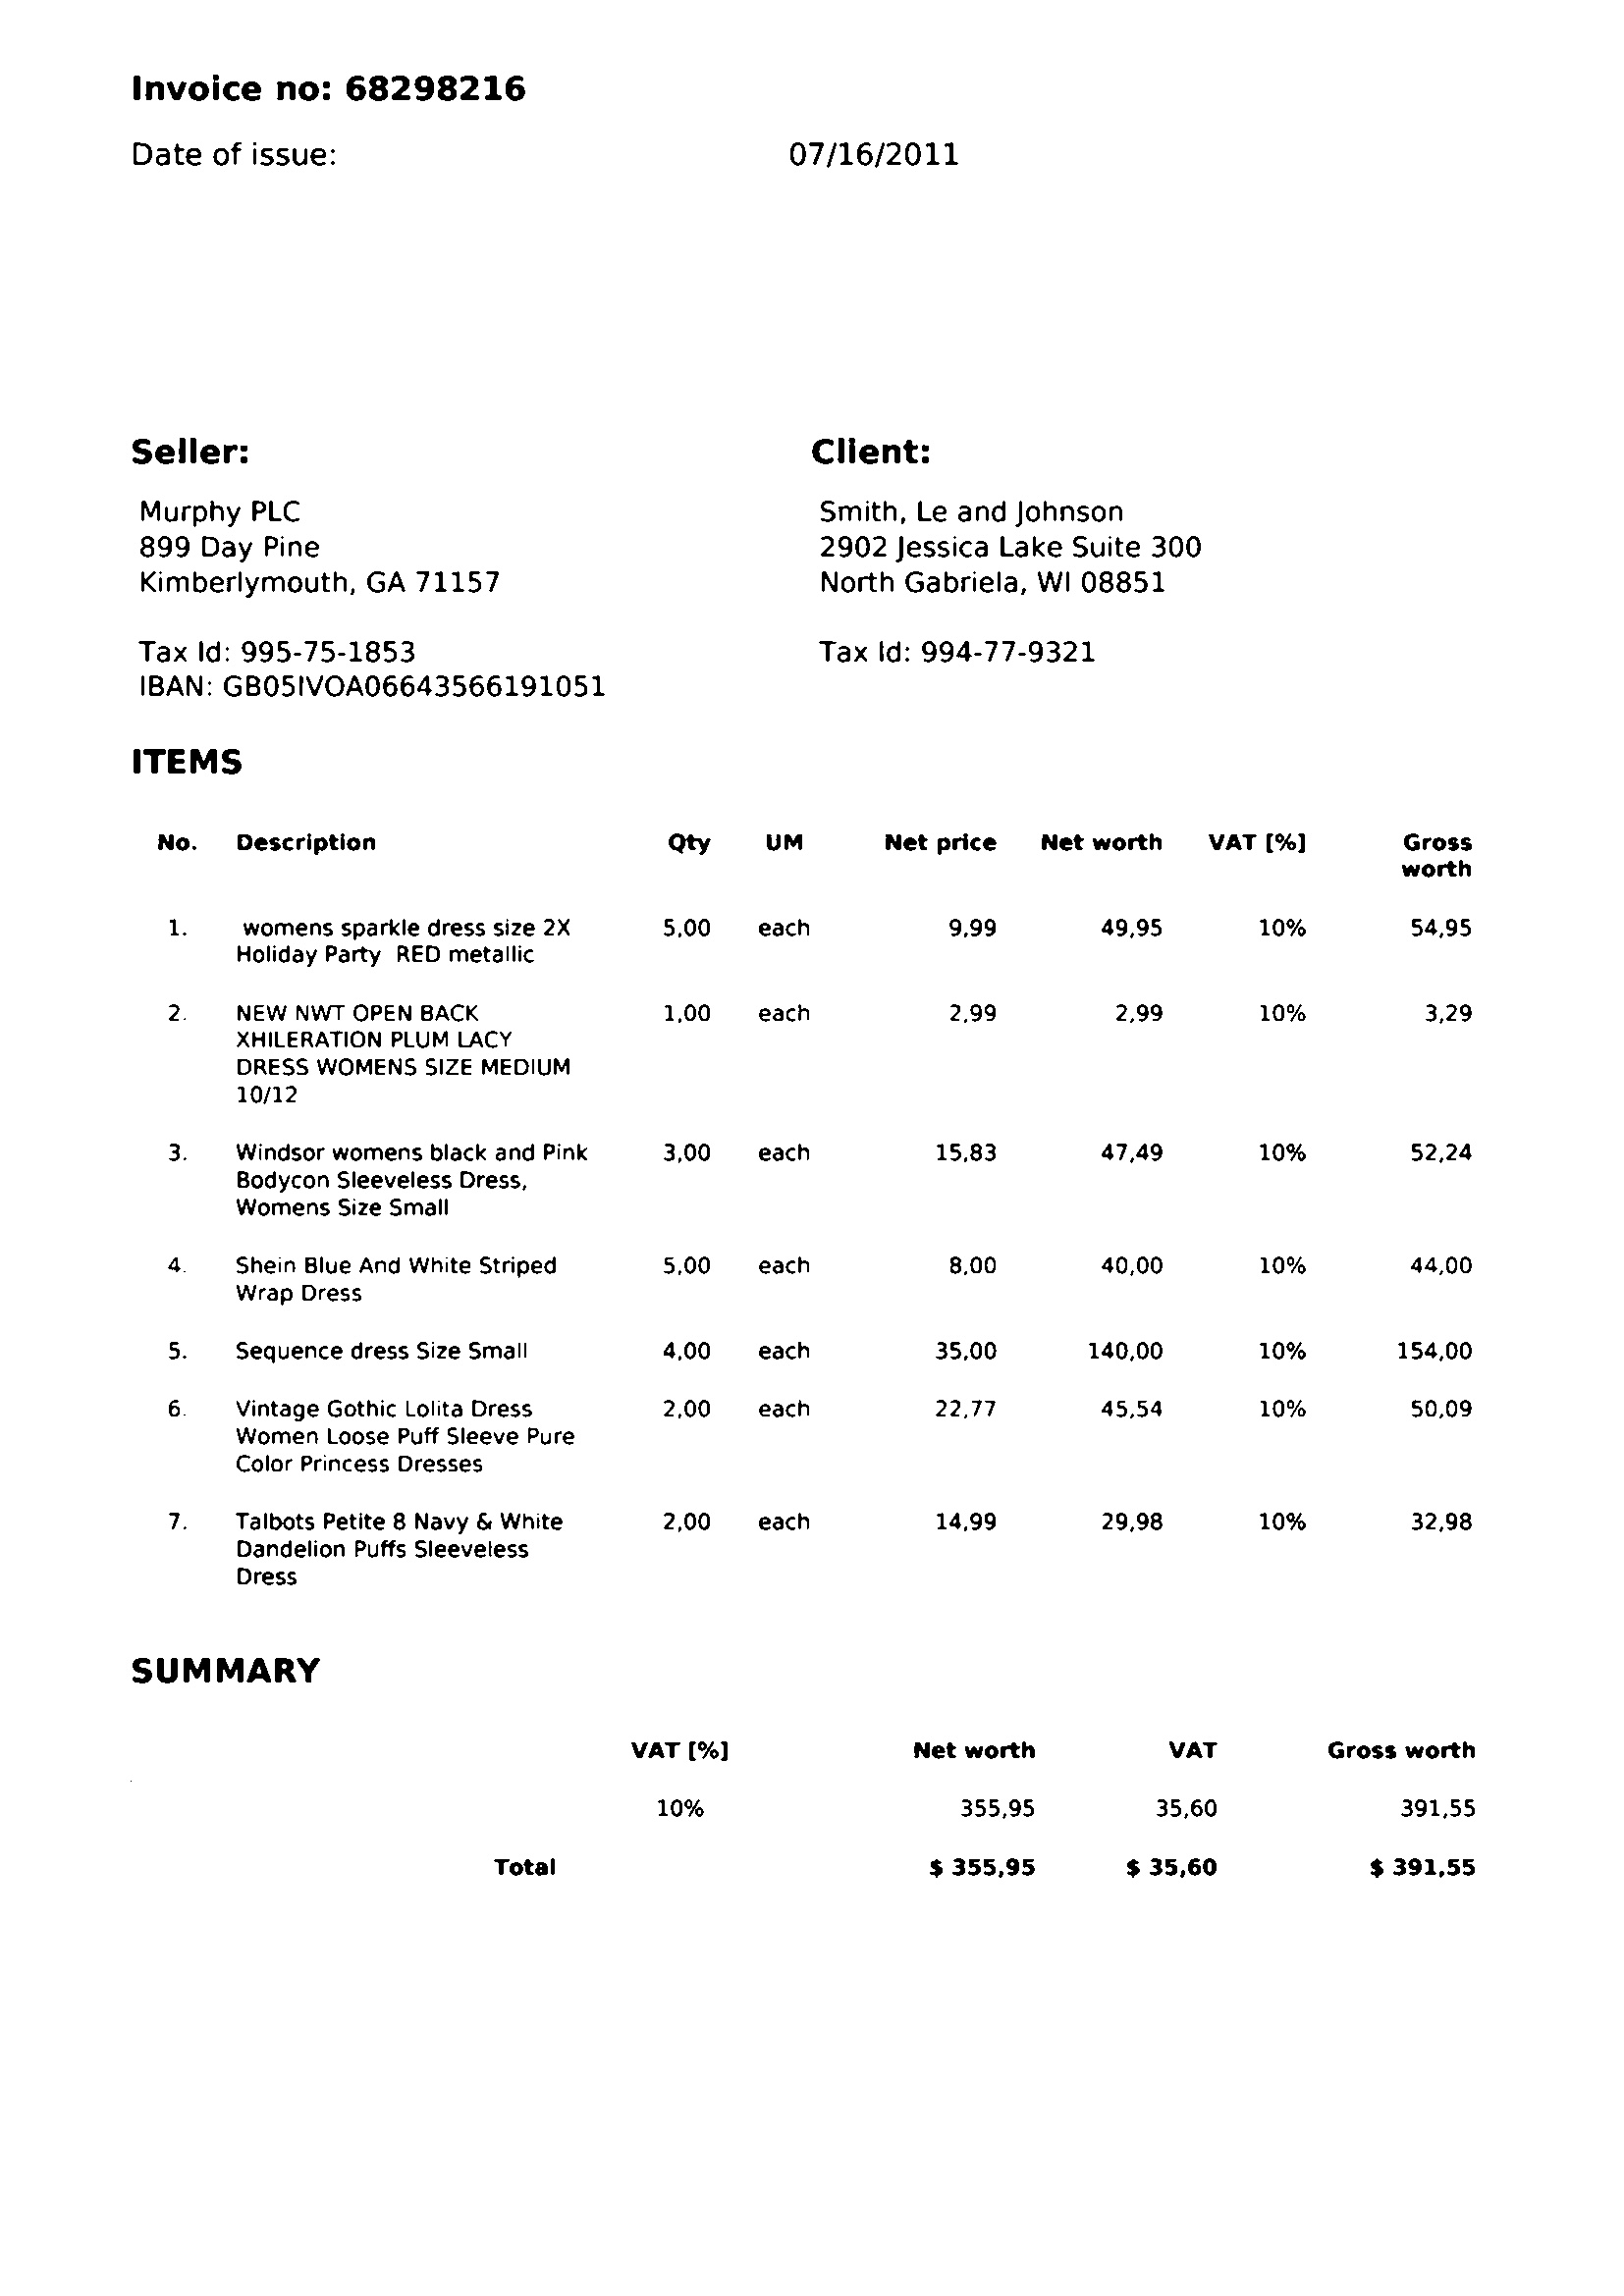 Invoice no: 68298216
Date of issue: 07/16/2011
Seller: Client:
Murphy PLC Smith, Le and Johnson
899 Day Pine 2902 Jessica Lake Suite 300
Kimberlymouth, GA 71157 North Gabriela, WI 08851
Tax Id: 995-75-1853 Tax Id: 994-77-9321
IBAN: GB05IVOA06643566191051
ITEMS
No. Description Qty UM Net price Net worth VAT [%] Gross
worth
1. womens sparkle dress size 2X 5,00 each 9,99 49,95 10% 54,95
Holiday Party RED metallic
2. NEW NWT OPEN BACK 1,00 each 2,99 2,99 10% 3,29
XHILERATION PLUM LACY
DRESS WOMENS SIZE MEDIUM
10/12
3. Windsor womens black and Pink 3,00 each 15,83 47,49 10% 52,24
Bodycon Sleeveless Dress,
Womens Size Small
4. Shein Blue And White Striped 5,00 each 8,00 40,00 10% 44,00
Wrap Dress
5. Sequence dress Size Small 4,00 each 35,00 140,00 10% 154,00
6. Vintage Gothic Lolita Dress 2,00 each 22,77 45,54 10% 50,09
Women Loose Puff Sleeve Pure
Color Princess Dresses
7. Talbots Petite 8 Navy & White 2,00 each 14,99 29,98 10% 32,98
Dandelion Puffs Sleeveless
Dress
SUMMARY
VAT [%] Net worth VAT Gross worth
10% 355,95 35,60 391,55
Total $ 355,95 $ 35,60 $ 391,55